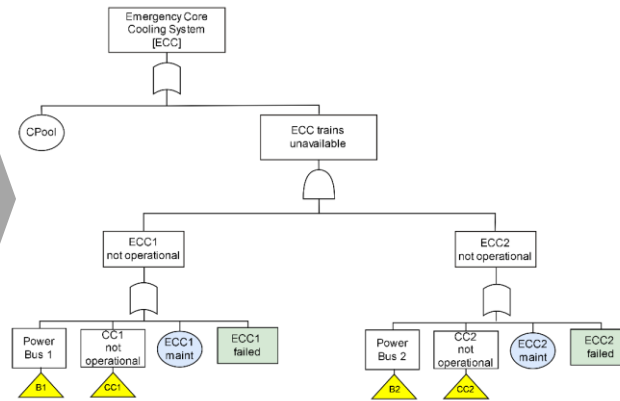 Emergency Core
Cooling System
[ECC]
CPool
ECC trains
unavailable
ECC1
not operational
ECC2
not operational
Power
Bus 1
CC1
not
operational
ECC1
maint
ECC1
failed
Power
Bus 2
CC2
not
operational
ECC2
maint
ECC2
failed
B1
CC1
B2
CC2